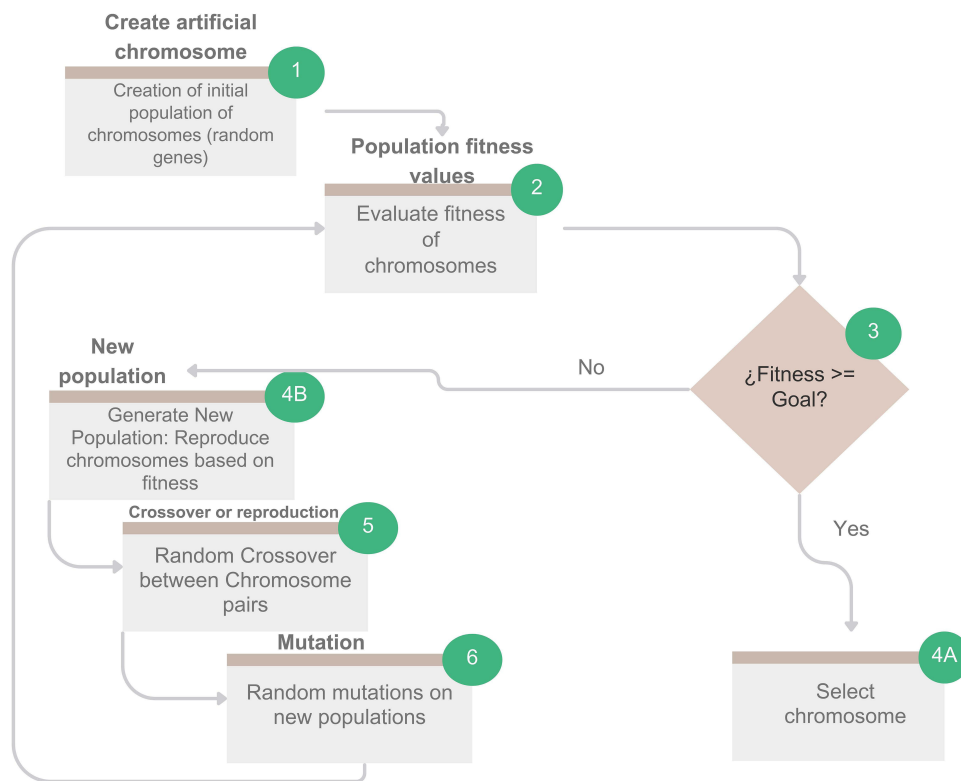 Create artificial
chromosome
1
Creation of initial
population of
chromosomes (random
genes)
Population fitness
values
2
Evaluate fitness
of
chromosomes
3
¿Fitness >=
Goal?
No
Yes
New
population
4B
Generate New
Population: Reproduce
chromosomes based on
fitness
Crossover or reproduction
5
Random Crossover
between Chromosome
pairs
Mutation
6
Random mutations on
new populations
4A
Select
chromosome